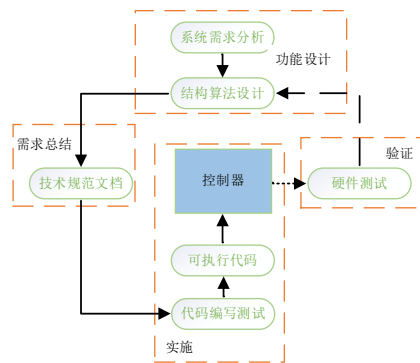 系统需求分析
功能设计
结构算法设计
需求总结
技术规范文档
控制器
验证
硬件测试
可执行代码
代码编写测试
实施